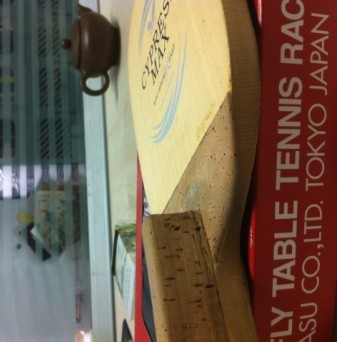 CYPRESS
MAX
FLY TABLE TENNIS RAC
ASU CO.,LTD. TOKYO JAPAN